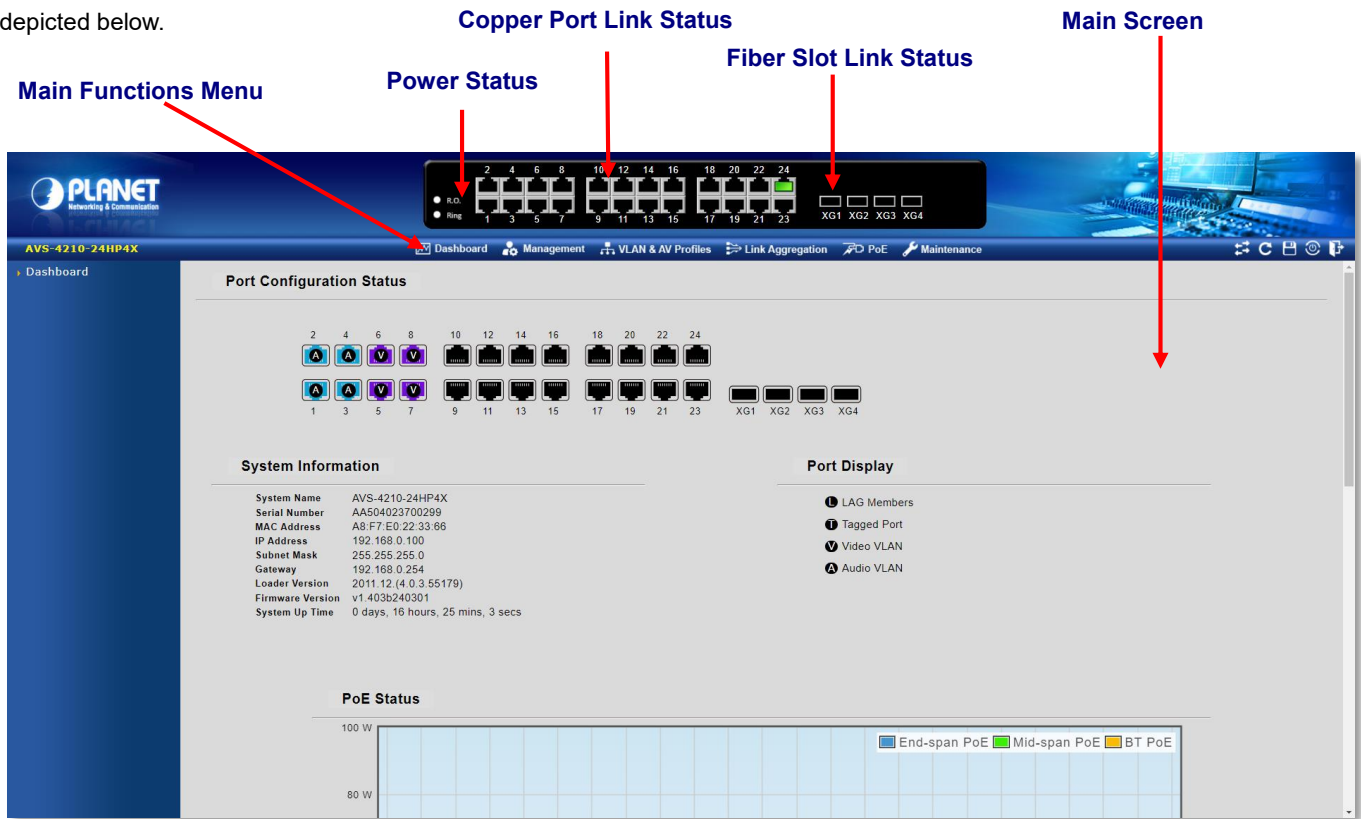 depicted below.
Copper Port Link Status
Main Screen
Fiber Slot Link Status
Power Status
Main Functions Menu
PLANET
Networking & Communication
2 4 6 8 10 12 14 16 18 20 22 24
R.O.
Ring
1 3 5 7 9 11 13 15 17 19 21 23 XG1 XG2 XG3 XG4
AVS-4210-24HP4X
Dashboard Management VLAN & AV Profiles Link Aggregation PoE Maintenance
Dashboard
Port Configuration Status
2 4 6 8 10 12 14 16 18 20 22 24
A A V V
A A V V
1 3 5 7 9 11 13 15 17 19 21 23 XG1 XG2 XG3 XG4
System Information
System Name AVS-4210-24HP4X
Serial Number AA504023700299
MAC Address A8:F7:E0:22:33:66
IP Address 192.168.0.100
Subnet Mask 255.255.255.0
Gateway 192.168.0.254
Loader Version 2011.12.(4.0.3.55179)
Firmware Version v1.403b240301
System Up Time 0 days, 16 hours, 25 mins, 3 secs
Port Display
L LAG Members
T Tagged Port
V Video VLAN
A Audio VLAN
PoE Status
100 W
End-span PoE Mid-span PoE BT PoE
80 W